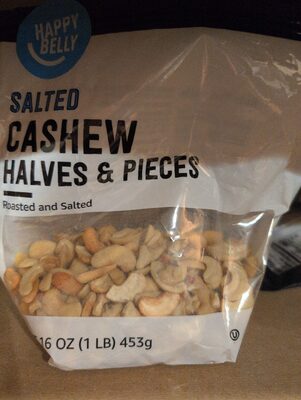 HAPPY
BELLY
SALTED
CASHEW
HALVES & PIECES
Roasted and Salted
16 OZ (1 LB) 453g
U